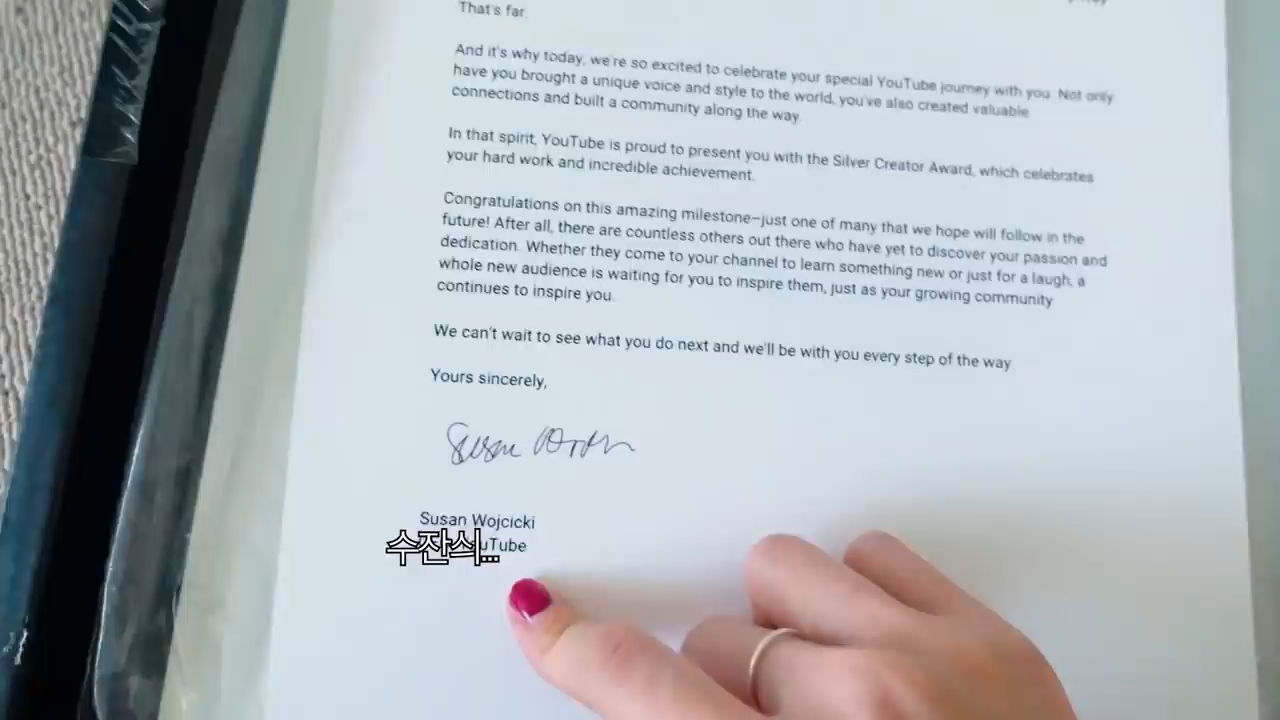 That's far.
And it's why today, we're so excited to celebrate your special YouTube journey with you. Not only
have you brought a unique voice and style to the world, you've also created valuable
connections and built a community along the way.
In that spirit, YouTube is proud to present you with the Silver Creator Award, which celebrates
your hard work and incredible achievement.
Congratulations on this amazing milestone—just one of many that we hope will follow in the
future! After all, there are countless others out there who have yet to discover your passion and
dedication. Whether they come to your channel to learn something new or just for a laugh, a
whole new audience is waiting for you to inspire them, just as your growing community
continues to inspire you.
We can't wait to see what you do next and we'll be with you every step of the way
Yours sincerely,
Susan Wojcicki
uTube
수잔싀...